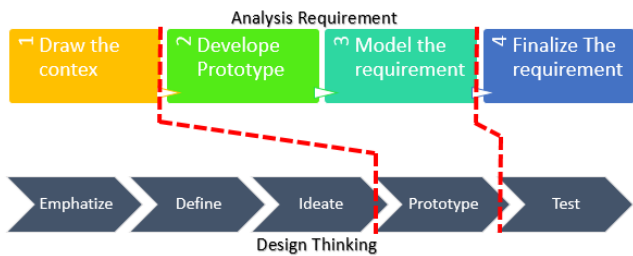 Analysis Requirement
1 Draw the
contex
2 Develope
Prototype
3 Model the
requirement
4 Finalize The
requirement
Emphatize
Define
Ideate
Prototype
Test
Design Thinking